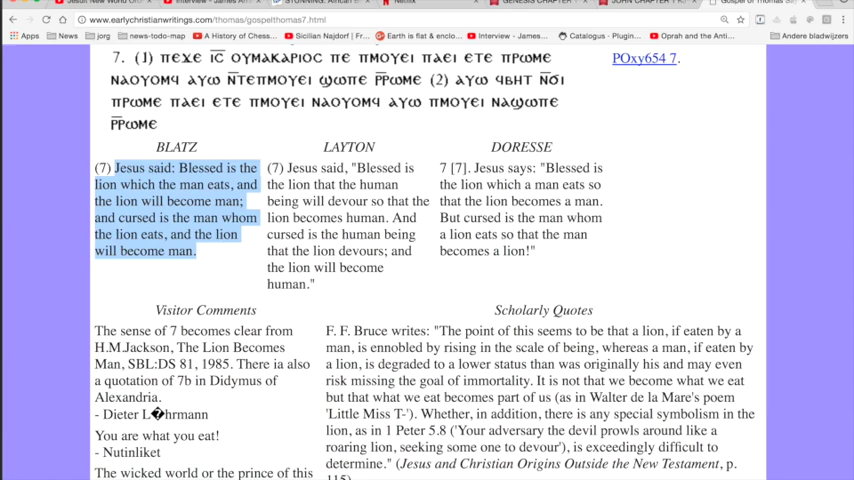 www.earlychristianwritings.com/thomas/gospelthomas7.html
Apps News jorg news-todo-map A History of Chess... Sicilian Najdorf | Gr... Earth is flat & enclo... Interview - James... Catalogus - Plugin... Oprah and the Anti... Andere bladwijzers
7. (1) ⲡⲉϫⲉ ⲓ̅ⲥ̅ ⲟⲩⲙⲁⲕⲁⲣⲓⲟⲥ ⲡⲉ ⲡⲙⲟⲩⲉⲓ ⲡⲁⲉⲓ ⲉⲧⲉ ⲡⲣⲱⲙⲉ
ⲛⲁⲟⲩⲟⲙϥ ⲁⲩⲱ ⲛ̅ⲧⲉⲡⲙⲟⲩⲉⲓ ϣⲱⲡⲉ ⲣ̅ⲣⲱⲙⲉ (2) ⲁⲩⲱ ϥⲃⲏⲧ ⲛ̅ϭⲓ
ⲡⲣⲱⲙⲉ ⲡⲁⲉⲓ ⲉⲧⲉ ⲡⲙⲟⲩⲉⲓ ⲛⲁⲟⲩⲟⲙϥ ⲁⲩⲱ ⲡⲙⲟⲩⲉⲓ ⲛⲁϣⲱⲡⲉ
ⲣ̅ⲣⲱⲙⲉ
POxy654 7.
BLATZ
(7) Jesus said: Blessed is the
lion which the man eats, and
the lion will become man;
and cursed is the man whom
the lion eats, and the lion
will become man.
LAYTON
(7) Jesus said, "Blessed is
the lion that the human
being will devour so that the
lion becomes human. And
cursed is the human being
that the lion devours; and
the lion will become
human."
DORESSE
7 [7]. Jesus says: "Blessed is
the lion which a man eats so
that the lion becomes a man.
But cursed is the man whom
a lion eats so that the man
becomes a lion!"
Visitor Comments
The sense of 7 becomes clear from
H.M.Jackson, The Lion Becomes
Man, SBL:DS 81, 1985. There ia also
a quotation of 7b in Didymus of
Alexandria.
- Dieter L�hrmann
You are what you eat!
- Nutinliket
The wicked world or the prince of this
Scholarly Quotes
F. F. Bruce writes: "The point of this seems to be that a lion, if eaten by a
man, is ennobled by rising in the scale of being, whereas a man, if eaten by
a lion, is degraded to a lower status than was originally his and may even
risk missing the goal of immortality. It is not that we become what we eat
but that what we eat becomes part of us (as in Walter de la Mare's poem
'Little Miss T-'). Whether, in addition, there is any special symbolism in the
lion, as in 1 Peter 5.8 ('Your adversary the devil prowls around like a
roaring lion, seeking some one to devour'), is exceedingly difficult to
determine." (Jesus and Christian Origins Outside the New Testament, p.
115)